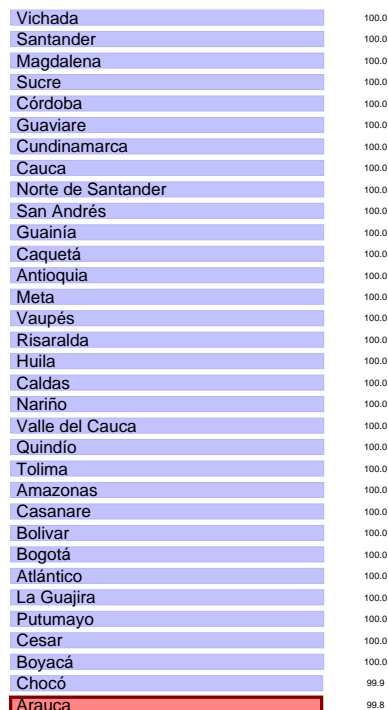 Vichada 100.0
Santander 100.0
Magdalena 100.0
Sucre 100.0
Córdoba 100.0
Guaviare 100.0
Cundinamarca 100.0
Cauca 100.0
Norte de Santander 100.0
San Andrés 100.0
Guainía 100.0
Caquetá 100.0
Antioquia 100.0
Meta 100.0
Vaupés 100.0
Risaralda 100.0
Huila 100.0
Caldas 100.0
Nariño 100.0
Valle del Cauca 100.0
Quindío 100.0
Tolima 100.0
Amazonas 100.0
Casanare 100.0
Bolivar 100.0
Bogotá 100.0
Atlántico 100.0
La Guajira 100.0
Putumayo 100.0
Cesar 100.0
Boyacá 100.0
Chocó 99.9
Arauca 99.8